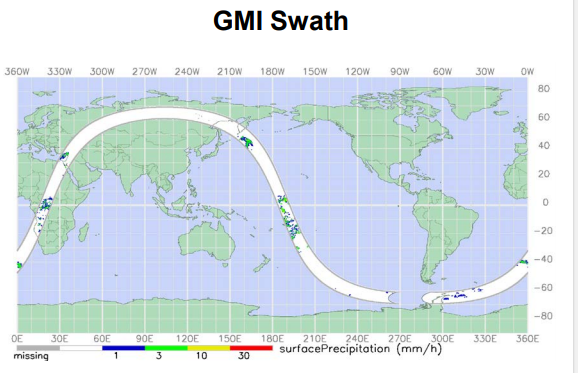 GMI Swath
360W 330W 300W 270W 240W 210W 180W 150W 120W 90W 60W 30W 0W
80
60
40
20
0
−20
−40
−60
−80
0E 30E 60E 90E 120E 150E 180E 210E 240E 270E 300E 330E 360E
missing 1 3 10 30 surfacePrecipitation (mm/h)